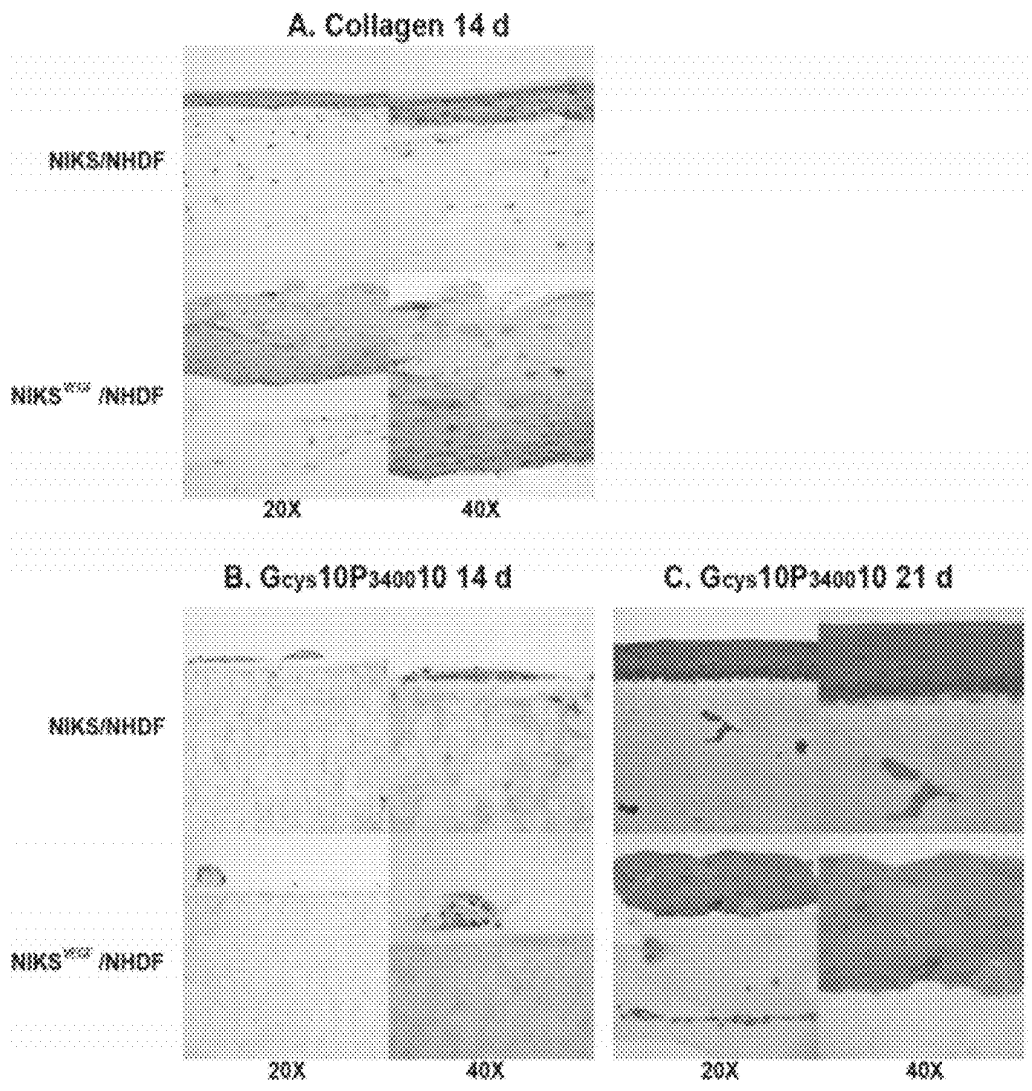 A. Collagen 14 d
NIKS/NHDF
NIKS /NHDF
20X 40X
B. Gcys10P340010 14 d C. Gcys10P340010 21 d
NIKS/NHDF
NIKS /NHDF
20X 40X 20X 40X